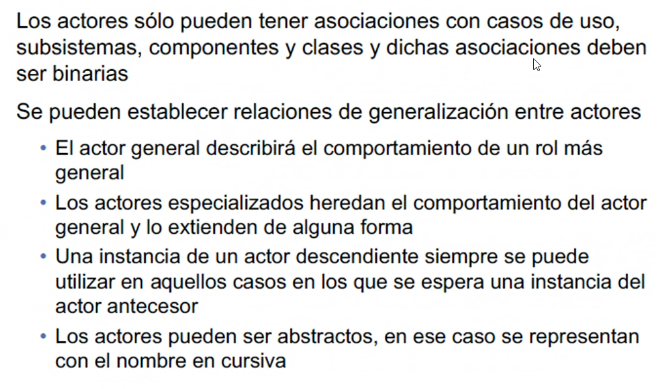 Los actores sólo pueden tener asociaciones con casos de uso,
subsistemas, componentes y clases y dichas asociaciones deben
ser binarias
Se pueden establecer relaciones de generalización entre actores
• El actor general describirá el comportamiento de un rol más
general
• Los actores especializados heredan el comportamiento del actor
general y lo extienden de alguna forma
• Una instancia de un actor descendiente siempre se puede
utilizar en aquellos casos en los que se espera una instancia del
actor antecesor
• Los actores pueden ser abstractos, en ese caso se representan
con el nombre en cursiva